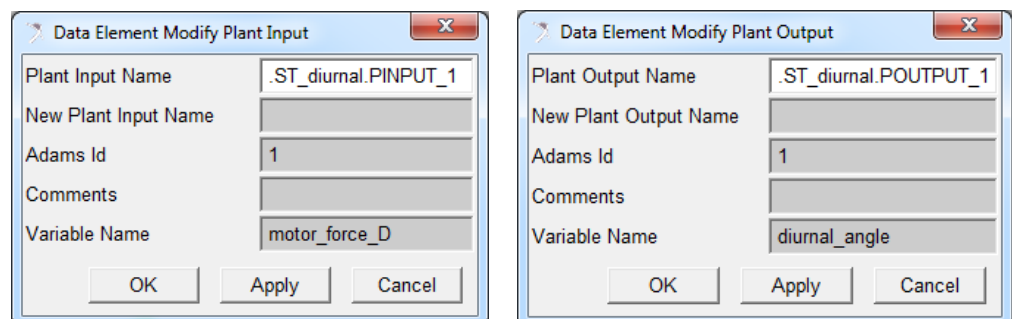 Data Element Modify Plant Input
Plant Input Name .ST_diurnal.PINPUT_1
New Plant Input Name
Adams Id 1
Comments
Variable Name motor_force_D
OK Apply Cancel
Data Element Modify Plant Output
Plant Output Name .ST_diurnal.POUTPUT_1
New Plant Output Name
Adams Id 1
Comments
Variable Name diurnal_angle
OK Apply Cancel